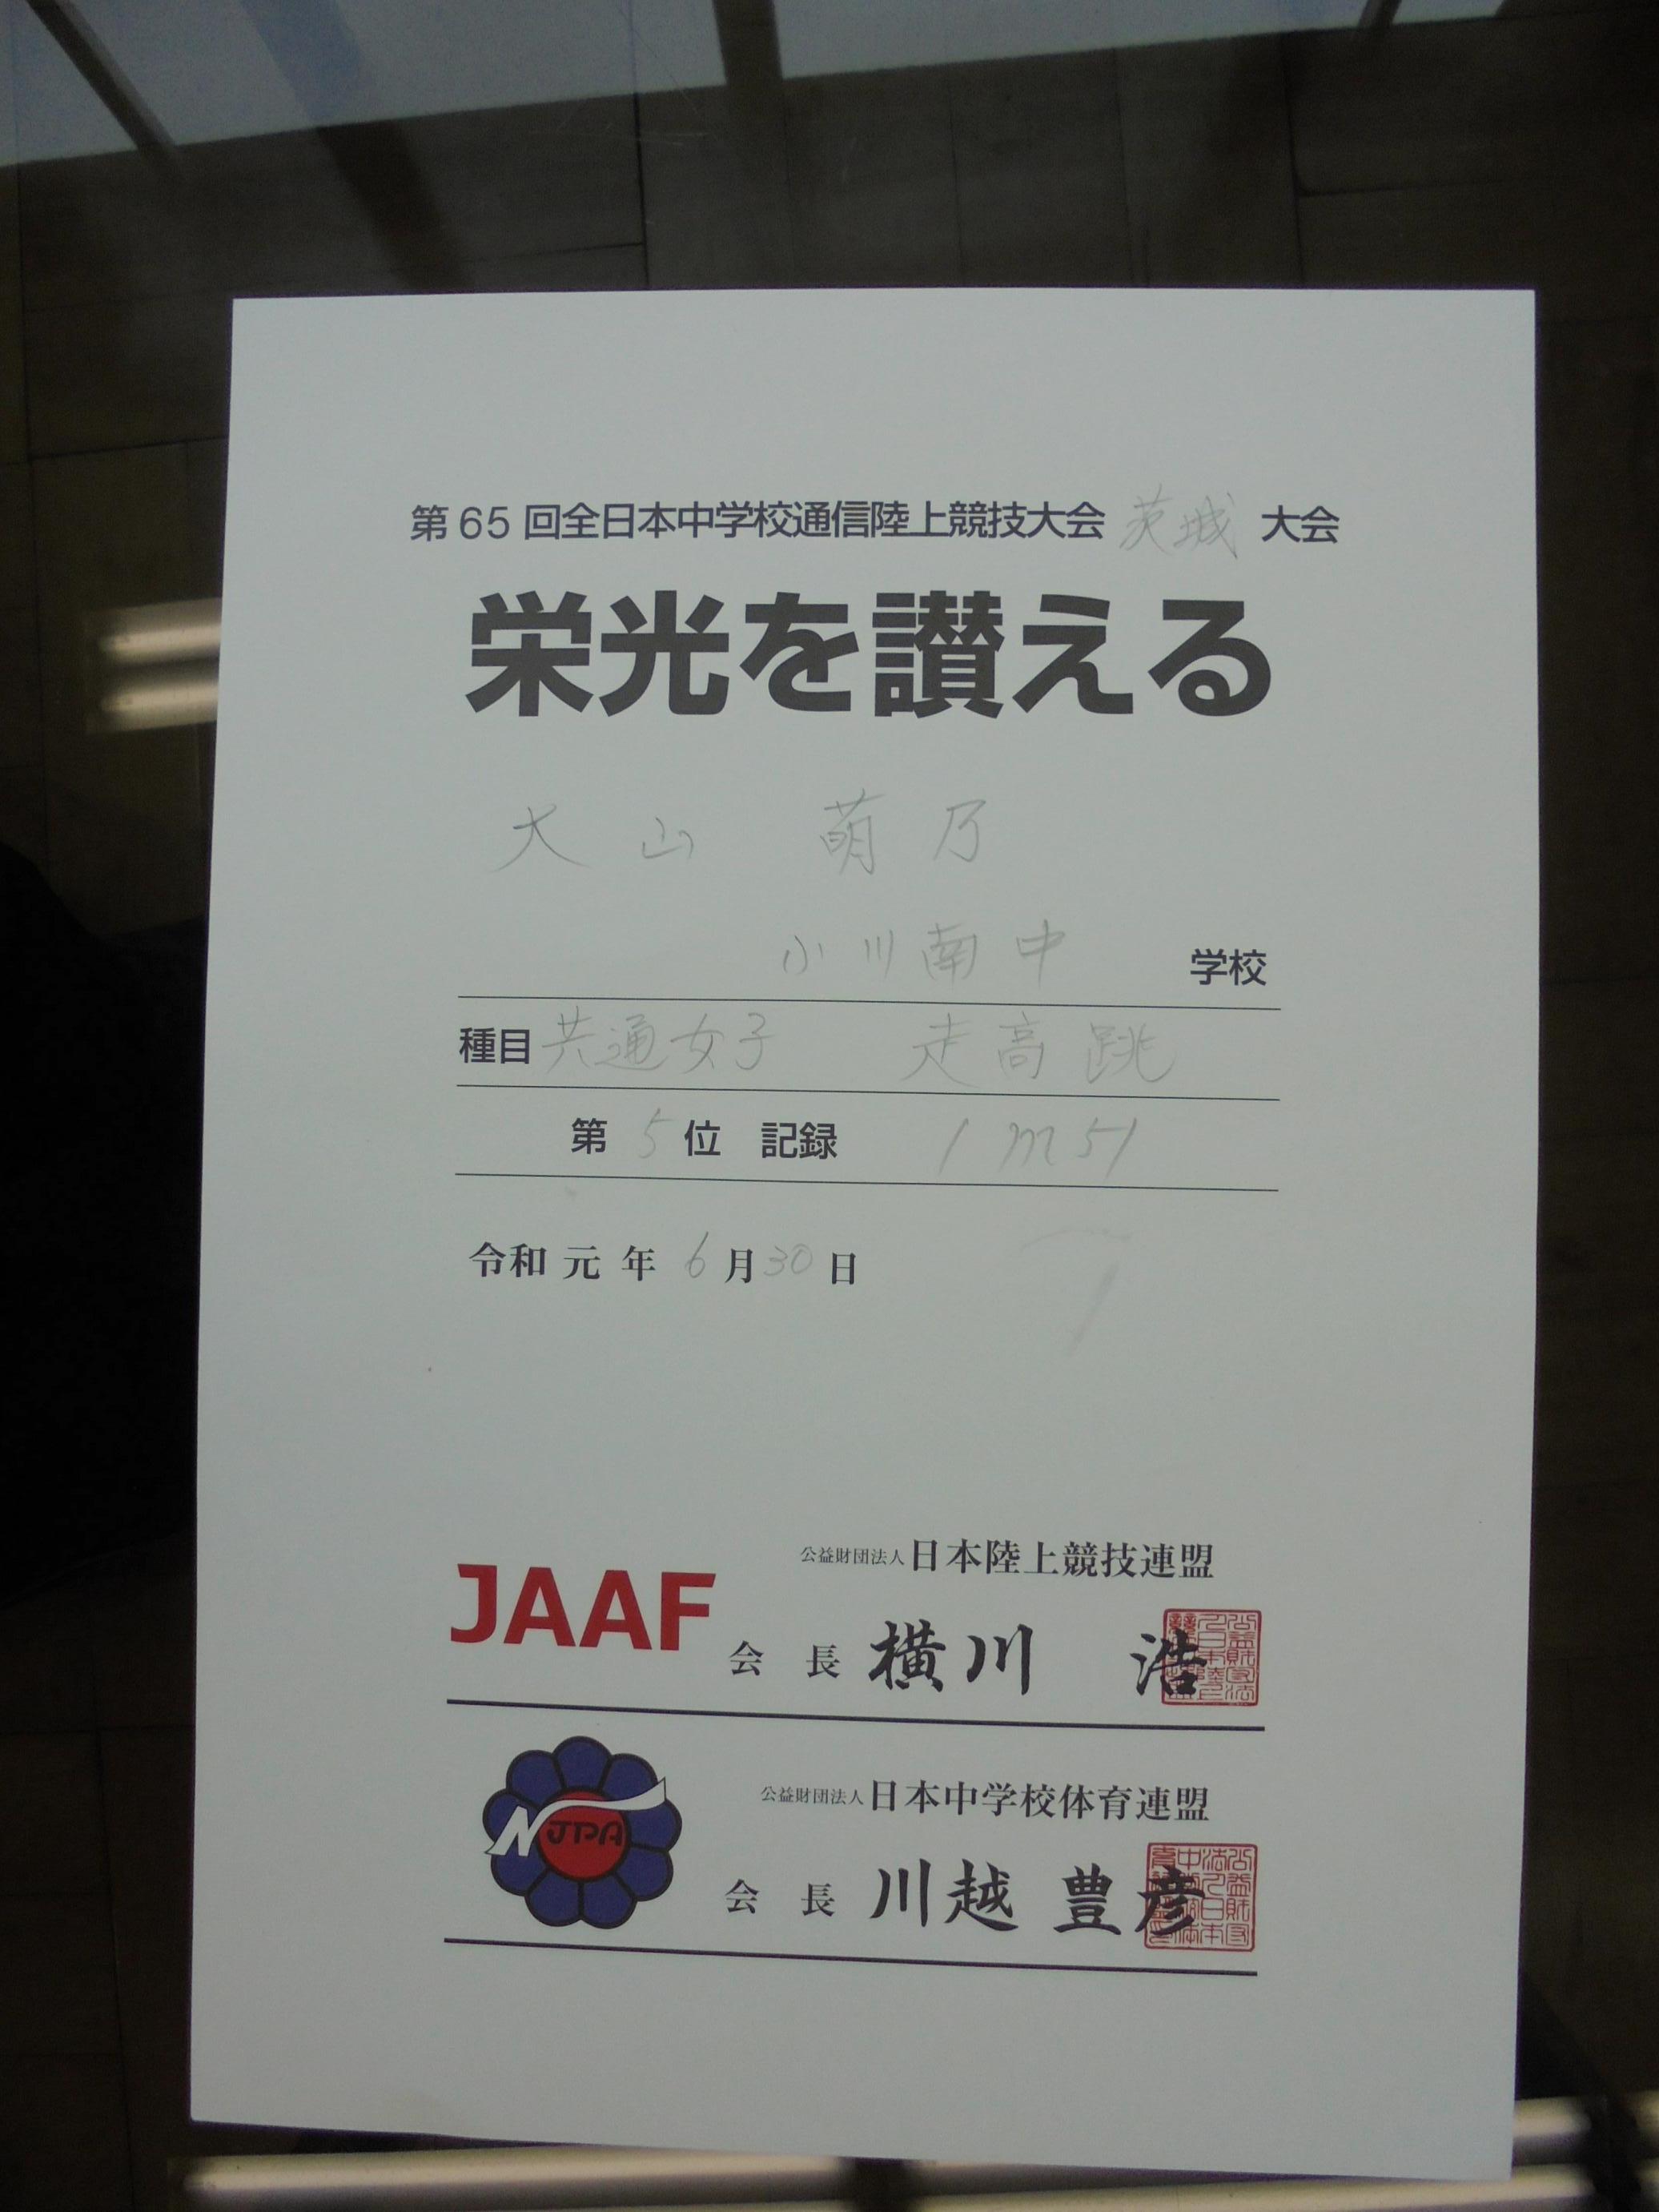 第65回全日本中学校通信陸上競技大会 茨城 大会
栄光を讃える
大山 萌乃
小川南中 学校
種目 共通女子 走高跳
第 5 位 記録 1m51
令和 元 年 6 月 30 日
JAAF
公益財団法人日本陸上競技連盟
会 長 横川 浩
N JPA
公益財団法人日本中学校体育連盟
会 長 川越 豊彦